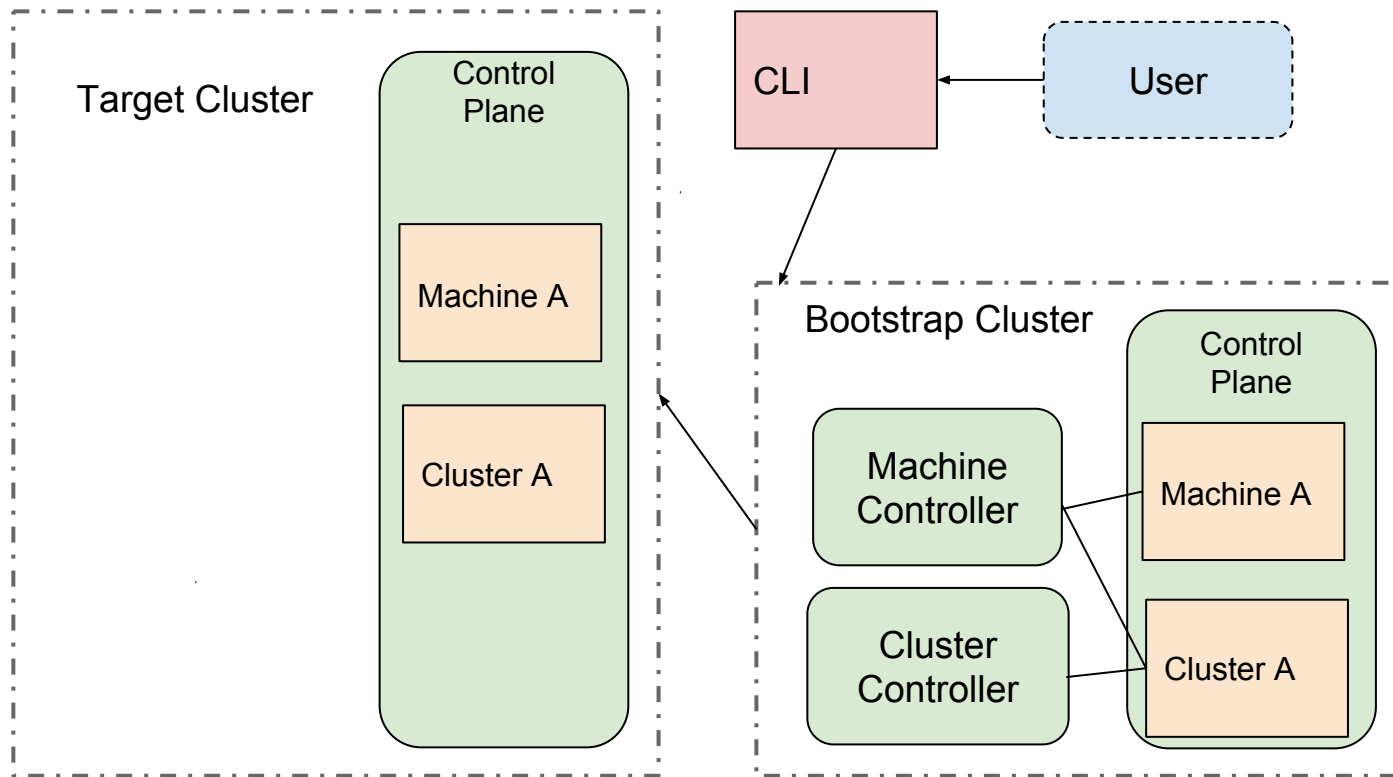 Target Cluster
Control
Plane
Machine A
Cluster A
CLI
User
Bootstrap Cluster
Control
Plane
Machine
Controller
Machine A
Cluster
Controller
Cluster A